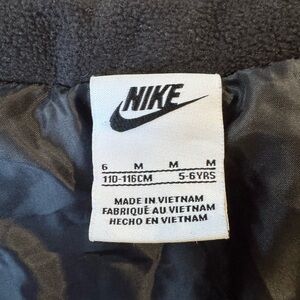 NIKE
6 M M M
110-116CM 5-6YRS
MADE IN VIETNAM
FABRIQUÉ AU VIETNAM
HECHO EN VIETNAM